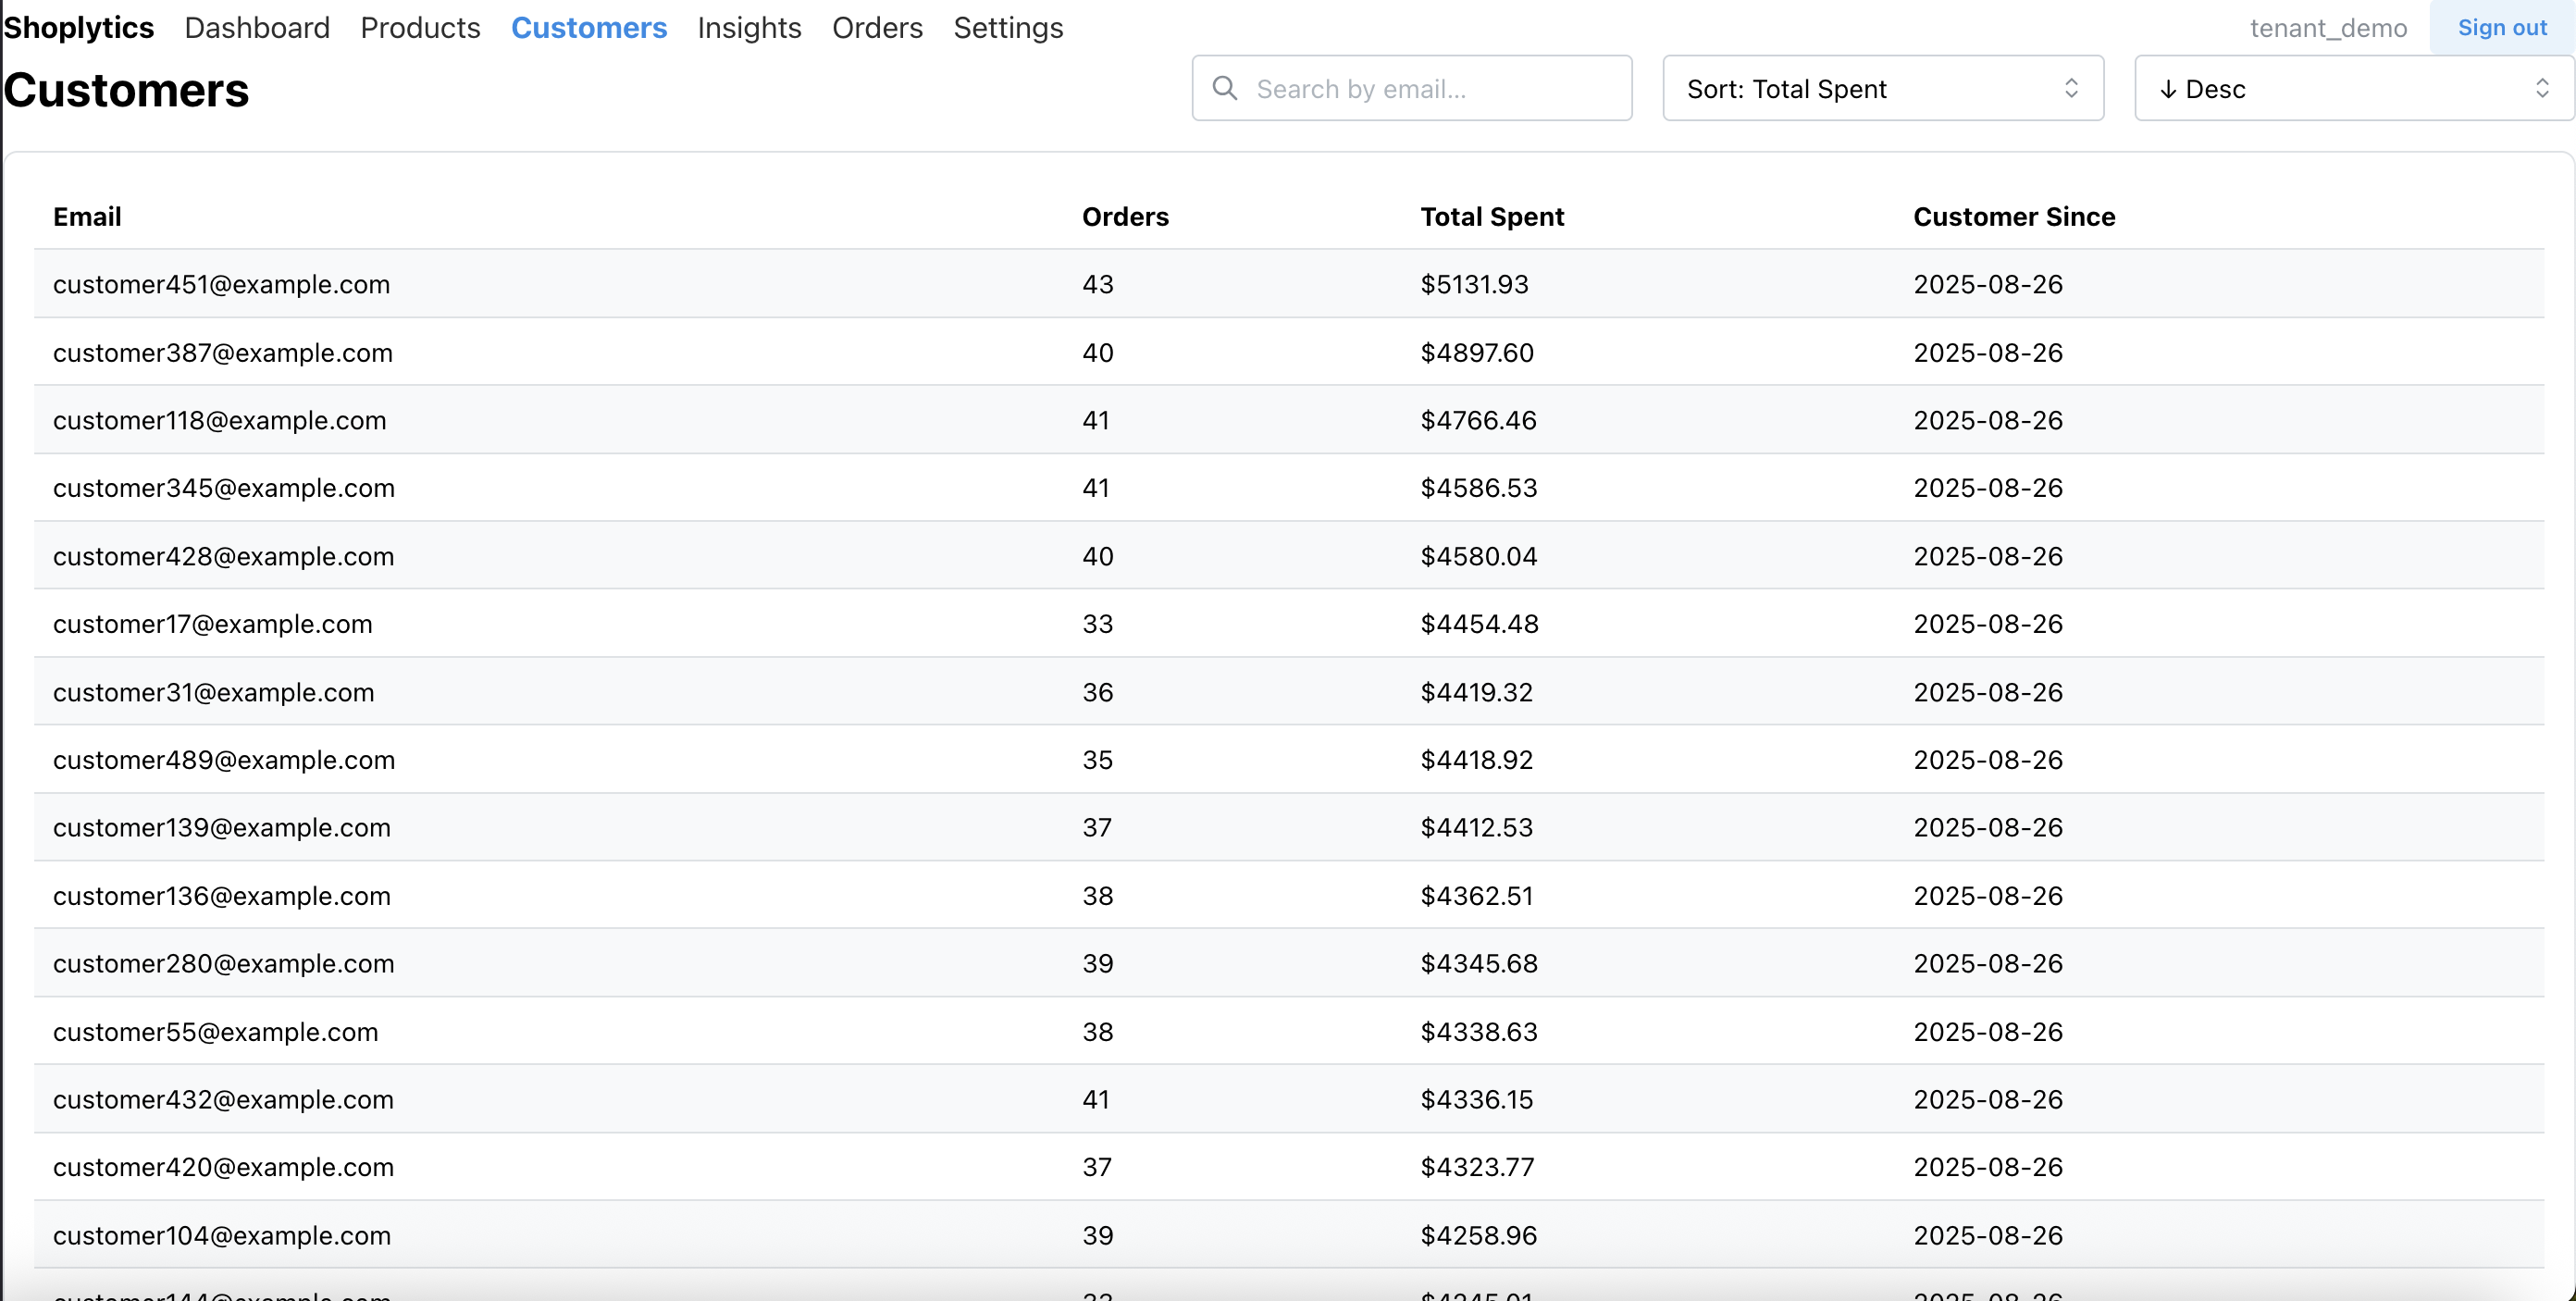 Shoplytics Dashboard Products Customers Insights Orders Settings tenant_demo Sign out
Customers Search by email... Sort: Total Spent ↓ Desc
Email Orders Total Spent Customer Since
customer451@example.com 43 $5131.93 2025-08-26
customer387@example.com 40 $4897.60 2025-08-26
customer118@example.com 41 $4766.46 2025-08-26
customer345@example.com 41 $4586.53 2025-08-26
customer428@example.com 40 $4580.04 2025-08-26
customer17@example.com 33 $4454.48 2025-08-26
customer31@example.com 36 $4419.32 2025-08-26
customer489@example.com 35 $4418.92 2025-08-26
customer139@example.com 37 $4412.53 2025-08-26
customer136@example.com 38 $4362.51 2025-08-26
customer280@example.com 39 $4345.68 2025-08-26
customer55@example.com 38 $4338.63 2025-08-26
customer432@example.com 41 $4336.15 2025-08-26
customer420@example.com 37 $4323.77 2025-08-26
customer104@example.com 39 $4258.96 2025-08-26